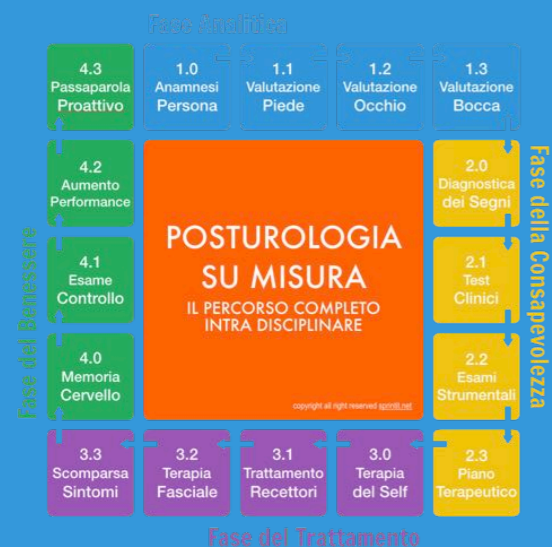 Fase Analitica
4.3
Passaparola
Proattivo
1.0
Anamnesi
Persona
1.1
Valutazione
Piede
1.2
Valutazione
Occhio
1.3
Valutazione
Bocca
4.2
Aumento
Performance
POSTUROLOGIA
SU MISURA
IL PERCORSO COMPLETO
INTRA DISCIPLINARE
copyright all right reserved sprintit.net
2.0
Diagnostica
dei Segni
Fase della Consapevolezza
Fase del Benessere
4.1
Esame
Controllo
2.1
Test
Clinici
4.0
Memoria
Cervello
2.2
Esami
Strumentali
3.3
Scomparsa
Sintomi
3.2
Terapia
Fasciale
3.1
Trattamento
Recettori
3.0
Terapia
del Self
2.3
Piano
Terapeutico
Fase del Trattamento